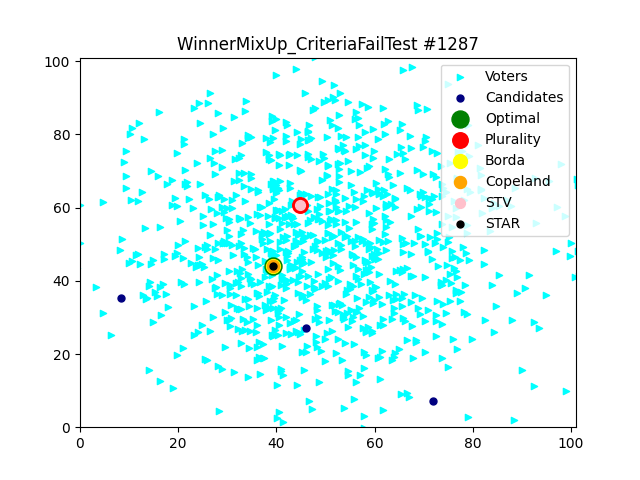 WinnerMixUp_CriteriaFailTest #1287
100
80
60
40
20
0
0
20
40
60
80
100
Voters
Candidates
Optimal
Plurality
Borda
Copeland
STV
STAR